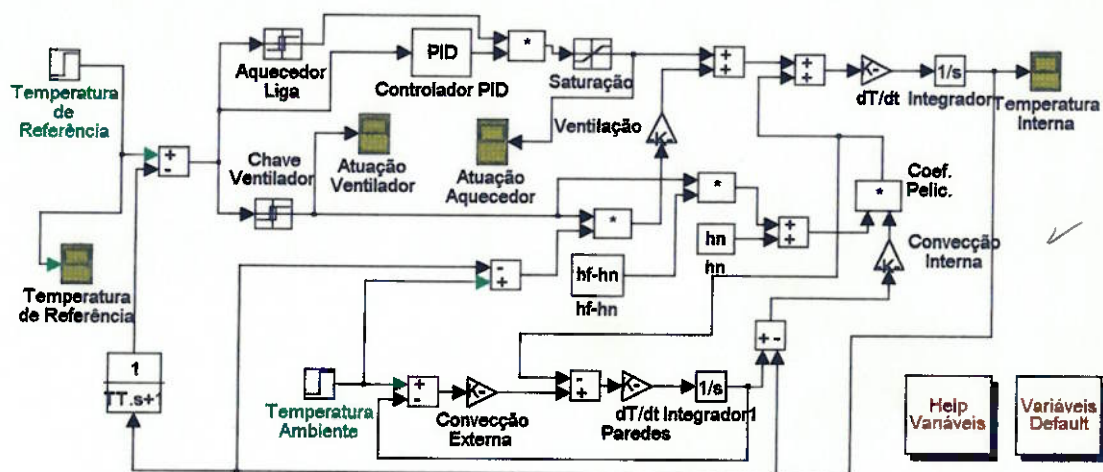 Aquecedor
Liga
PID
Controlador PID
*
Saturação
+
+
+
+
K-
dT/dt
1/s
Integrador
Temperatura
Interna
Temperatura
de
Referência
+
-
Chave
Ventilador
Atuação
Ventilador
Atuação
Aquecedor
Ventilação
K-
*
*
hn
hn
+
+
Coef.
Pelic.
*
Convecção
Interna
K-
Temperatura
de Referência
-
+
hf-hn
hf-hn
1
TT.s+1
Temperatura
Ambiente
+
-
K-
Convecção
Externa
-
+
K-
dT/dt
Paredes
1/s
Integrador1
+ -
Help
Variáveis
Variáveis
Default